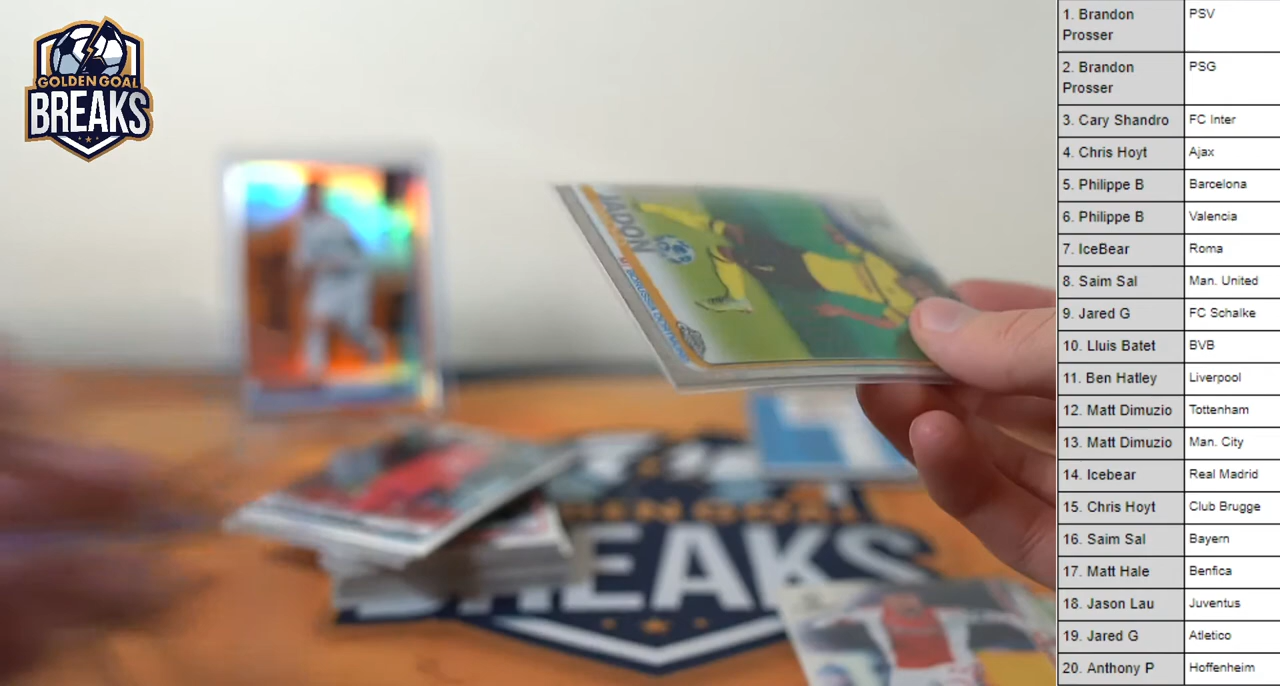 GOLDEN GOAL
BREAKS
JADON
BORUSSIA DORTMUND
BREAKS
1. Brandon Prosser PSV
2. Brandon Prosser PSG
3. Cary Shandro FC Inter
4. Chris Hoyt Ajax
5. Philippe B Barcelona
6. Philippe B Valencia
7. IceBear Roma
8. Saim Sal Man. United
9. Jared G FC Schalke
10. Lluis Batet BVB
11. Ben Hatley Liverpool
12. Matt Dimuzio Tottenham
13. Matt Dimuzio Man. City
14. Icebear Real Madrid
15. Chris Hoyt Club Brugge
16. Saim Sal Bayern
17. Matt Hale Benfica
18. Jason Lau Juventus
19. Jared G Atletico
20. Anthony P Hoffenheim